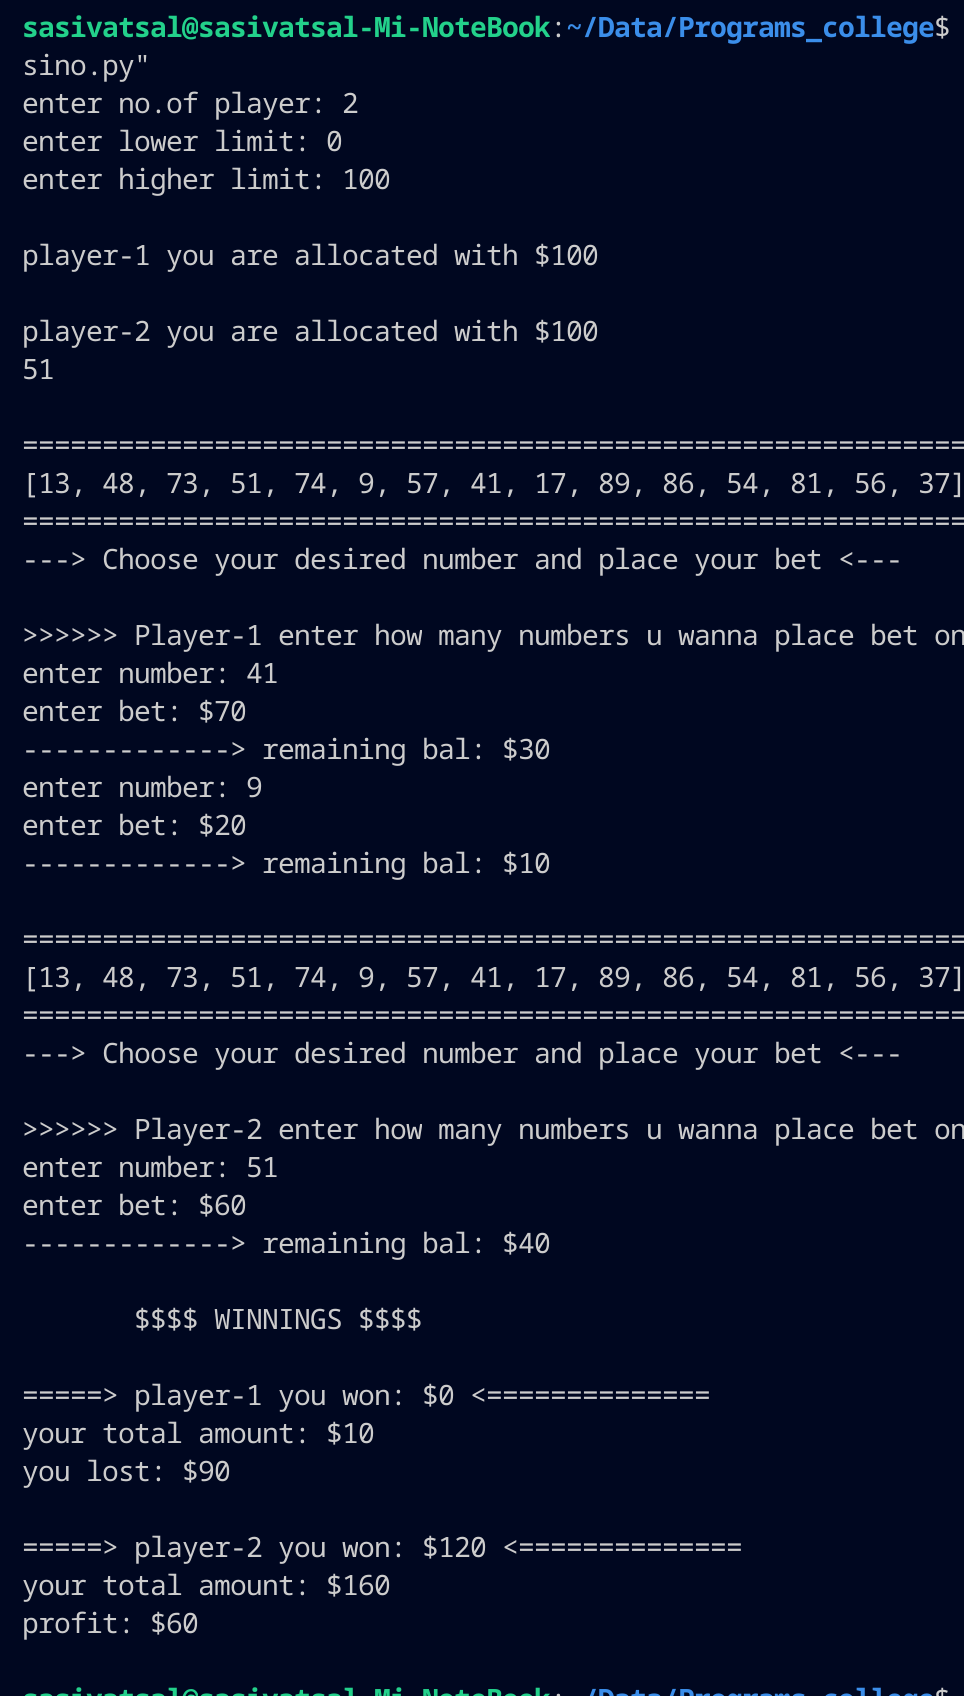 sasivatsal@sasivatsal-Mi-NoteBook:~/Data/Programs_college$
sino.py"
enter no.of player: 2
enter lower limit: 0
enter higher limit: 100
player-1 you are allocated with $100
player-2 you are allocated with $100
51
===========================================================
[13, 48, 73, 51, 74, 9, 57, 41, 17, 89, 86, 54, 81, 56, 37]
===========================================================
---> Choose your desired number and place your bet <---
>>>>>> Player-1 enter how many numbers u wanna place bet on
enter number: 41
enter bet: $70
-------------> remaining bal: $30
enter number: 9
enter bet: $20
-------------> remaining bal: $10
===========================================================
[13, 48, 73, 51, 74, 9, 57, 41, 17, 89, 86, 54, 81, 56, 37]
===========================================================
---> Choose your desired number and place your bet <---
>>>>>> Player-2 enter how many numbers u wanna place bet on
enter number: 51
enter bet: $60
-------------> remaining bal: $40
$$$$ WINNINGS $$$$
=====> player-1 you won: $0 <==============
your total amount: $10
you lost: $90
=====> player-2 you won: $120 <==============
your total amount: $160
profit: $60
sasivatsal@sasivatsal-Mi-NoteBook:~/Data/Programs_college$